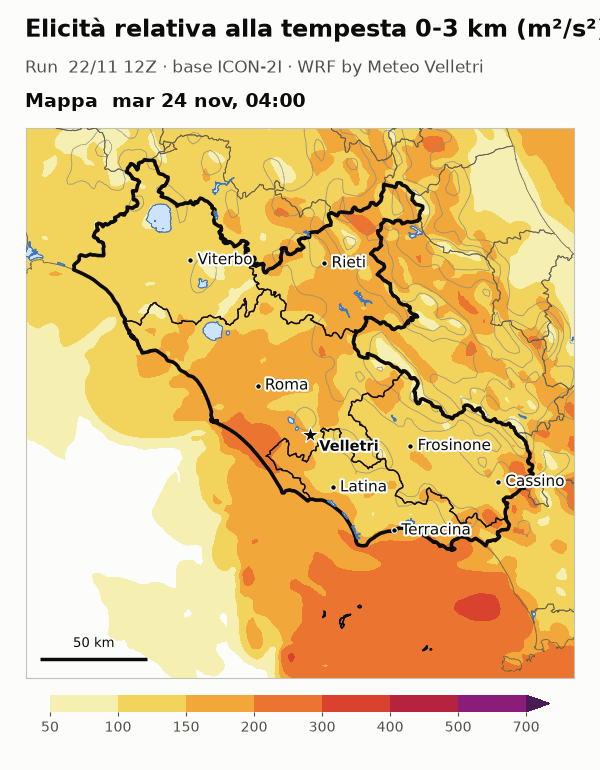 Elicità relativa alla tempesta 0-3 km (m²/s²)
Run 22/11 12Z · base ICON-2I · WRF by Meteo Velletri
Mappa mar 24 nov, 04:00
Viterbo
Rieti
Roma
Velletri
Frosinone
Latina
Cassino
Terracina
50 km
50 100 150 200 300 400 500 700